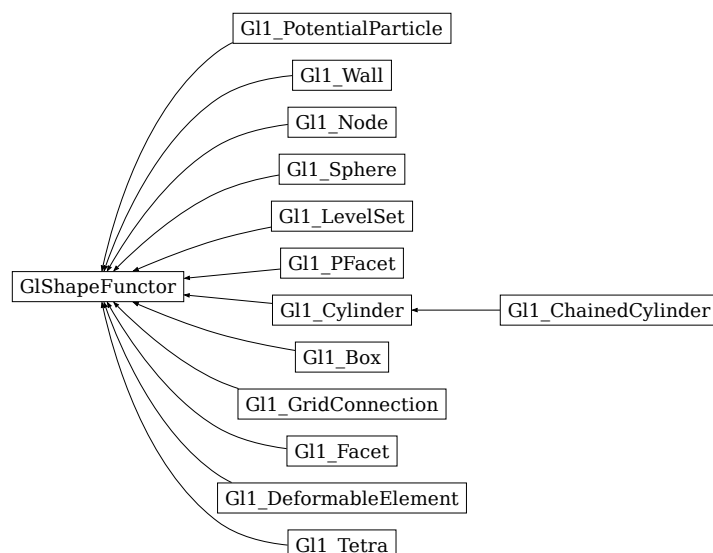 Gl1_PotentialParticle
Gl1_Wall
Gl1_Node
Gl1_Sphere
Gl1_LevelSet
Gl1_PFacet
GlShapeFunctor
Gl1_Cylinder
Gl1_ChainedCylinder
Gl1_Box
Gl1_GridConnection
Gl1_Facet
Gl1_DeformableElement
Gl1_Tetra